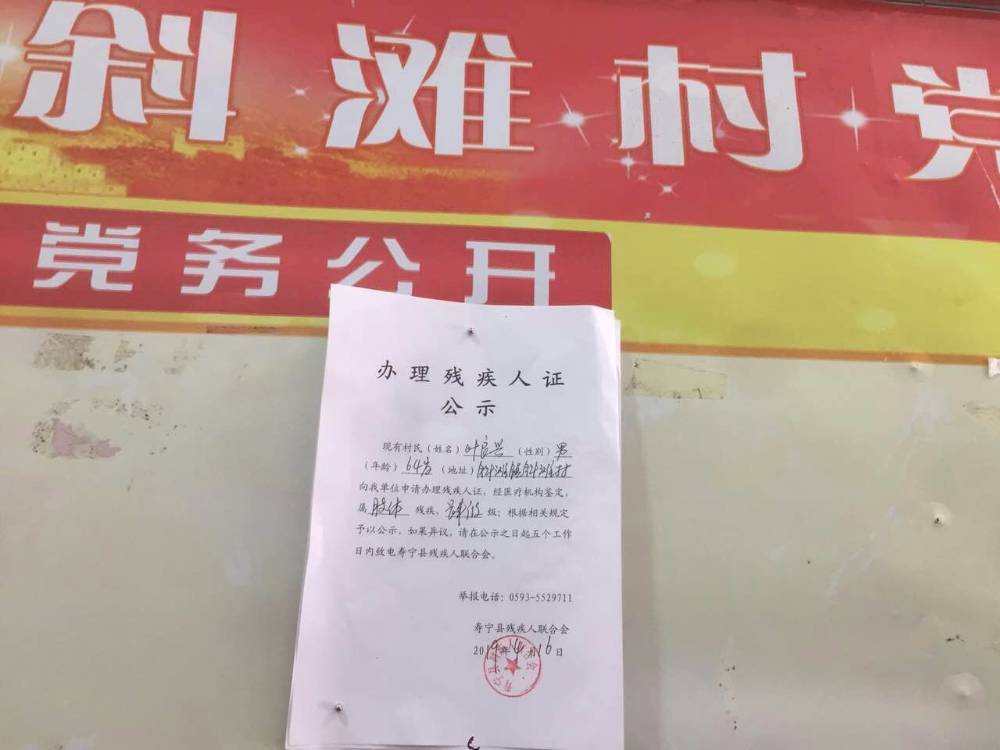 斜滩村党
党务公开
办理残疾人证
公示
现有村民（姓名）叶良兴（性别）男
（年龄）64岁（地址）斜滩镇斜滩村
向我单位申请办理残疾人证，经医疗机构鉴定，
属肢体残疾，肆级级；根据相关规定
予以公示，如果异议，请在公示之日起五个工作
日内致电寿宁县残疾人联合会。
举报电话：0593-5529711
寿宁县残疾人联合会
2019年4月16日